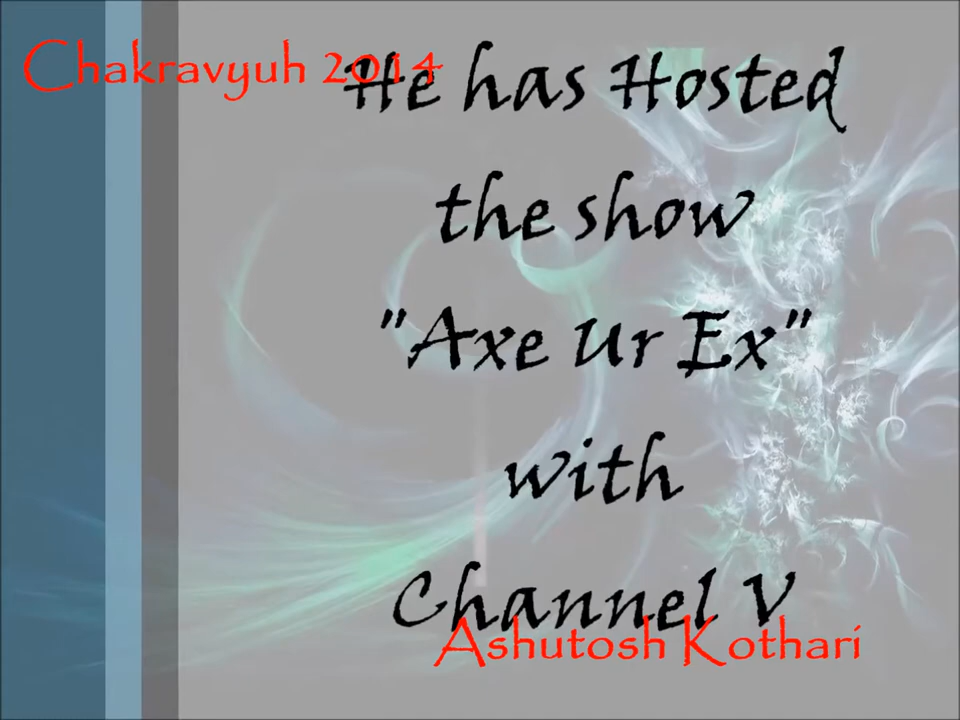 Chakravyuh 2014
He has Hosted
the show
"Axe Ur Ex"
with
Channel V
Ashutosh Kothari